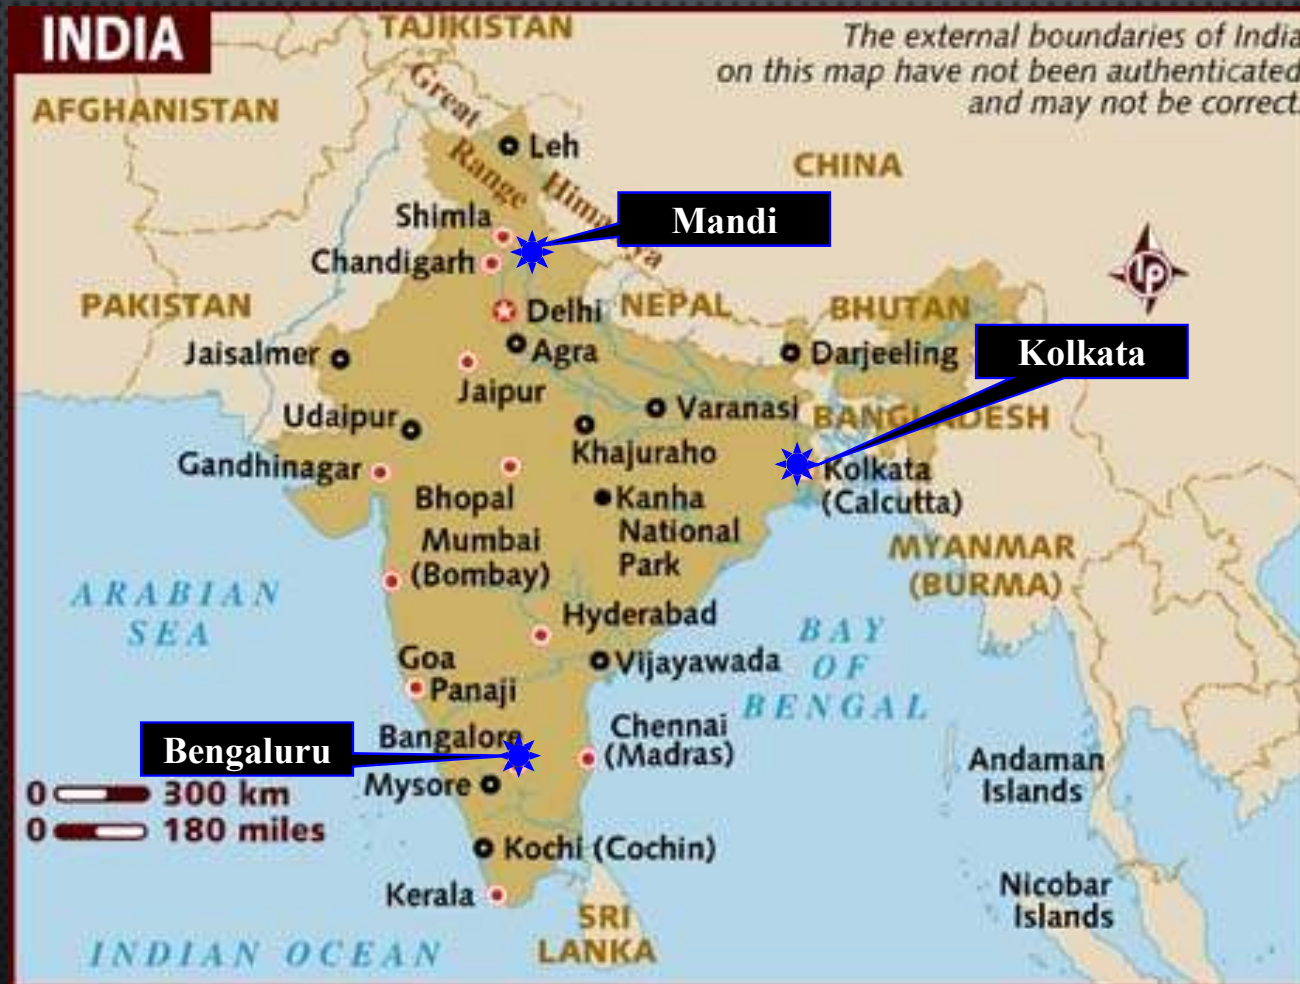 INDIA
TAJIKISTAN
The external boundaries of India
on this map have not been authenticated
and may not be correct.
AFGHANISTAN
Great
Range
Himalaya
Leh
CHINA
Shimla
Mandi
Chandigarh
PAKISTAN
Delhi
NEPAL
BHUTAN
lp
Jaisalmer
Agra
Darjeeling
Kolkata
Jaipur
Udaipur
Varanasi
BANGLADESH
Khajuraho
Gandhinagar
Kolkata
(Calcutta)
Bhopal
Kanha
National
Park
Mumbai
(Bombay)
MYANMAR
(BURMA)
ARABIAN
SEA
Hyderabad
BAY
OF
BENGAL
Goa
Panaji
Vijayawada
Bangalore
Bengaluru
Chennai
(Madras)
Andaman
Islands
Mysore
0 300 km
0 180 miles
Kochi (Cochin)
Kerala
Nicobar
Islands
SRI
LANKA
INDIAN OCEAN